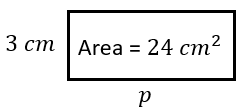 3 cm
Area = 24 cm²
p